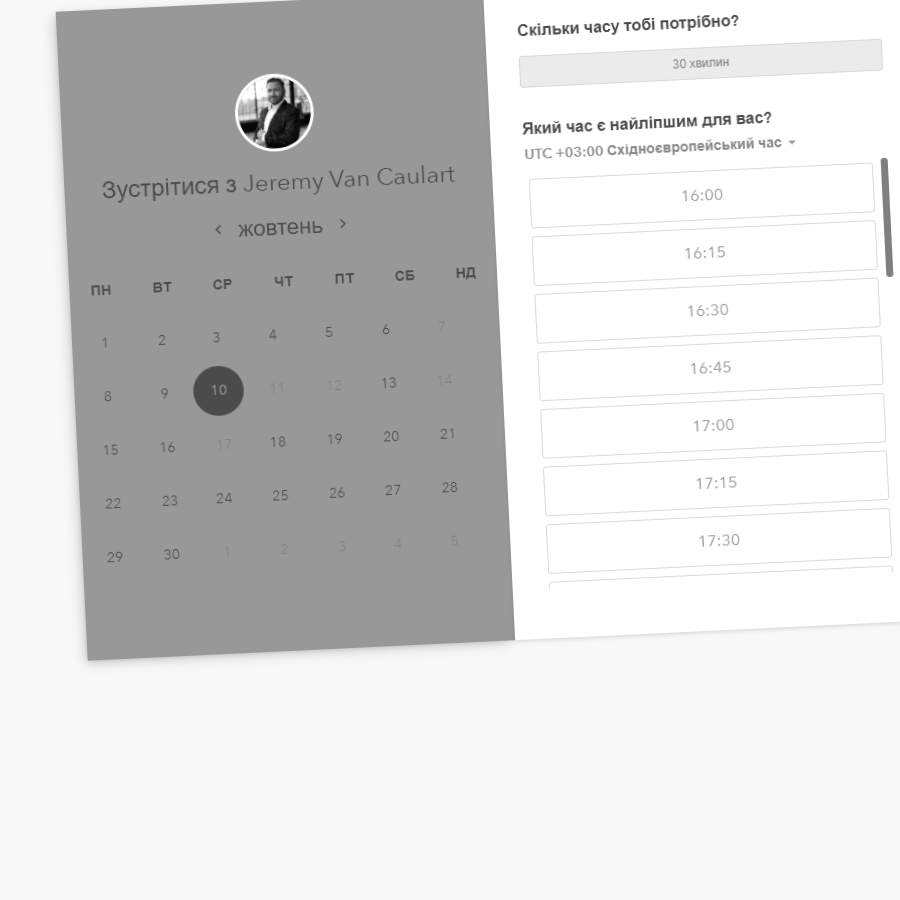 Зустрітися з Jeremy Van Caulart
жовтень
ПН ВТ СР ЧТ ПТ СБ НД
1 2 3 4 5 6 7
8 9 10 11 12 13 14
15 16 17 18 19 20 21
22 23 24 25 26 27 28
29 30 1 2 3 4 5
Скільки часу тобі потрібно?
30 хвилин
Який час є найліпшим для вас?
UTC +03:00 Східноєвропейський час
16:00
16:15
16:30
16:45
17:00
17:15
17:30